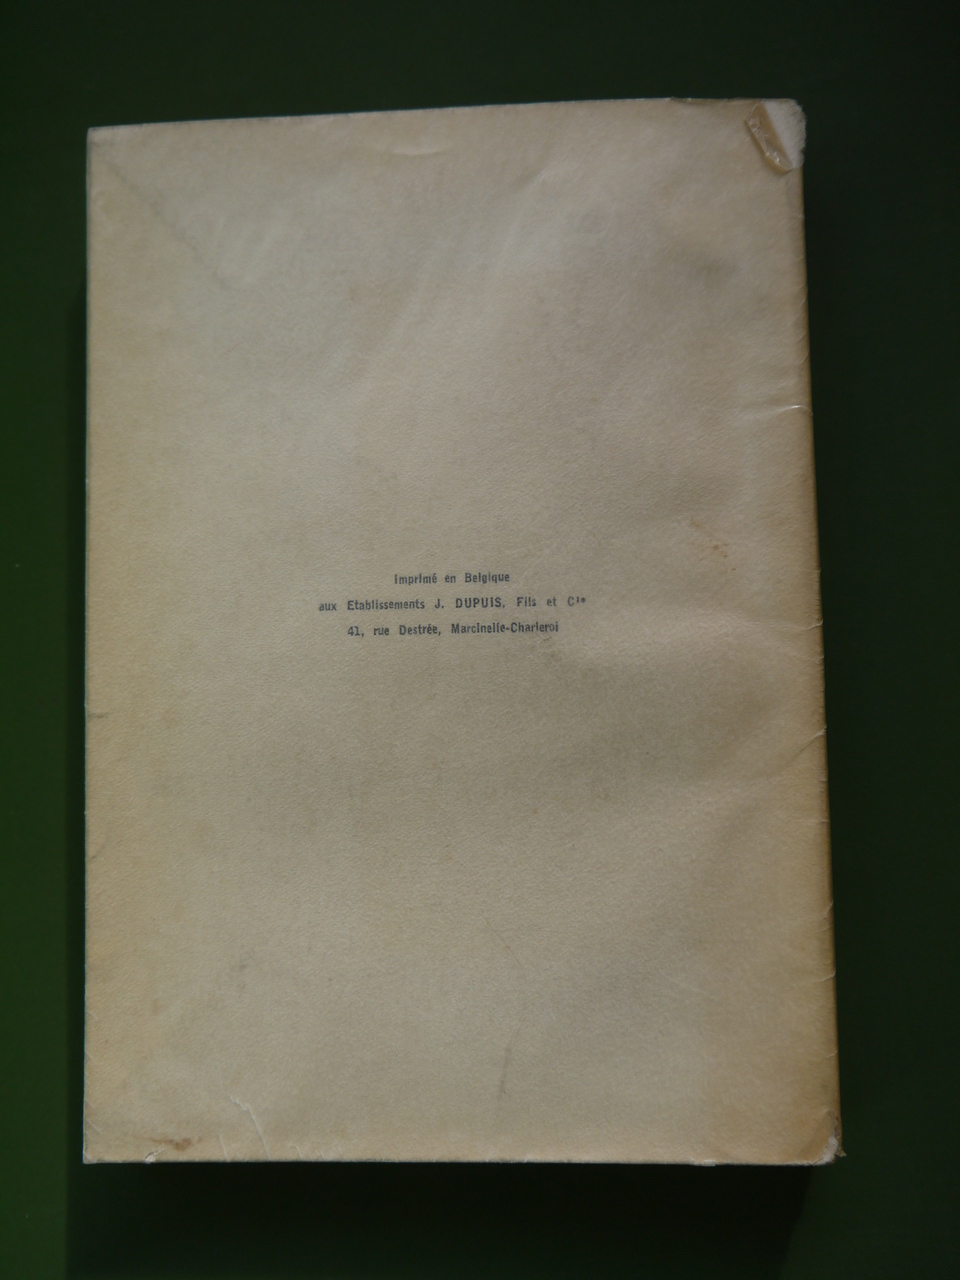 Imprimé en Belgique
aux Etablissements J. DUPUIS, Fils et Cie
41, rue Destrée, Marcinelle-Charleroi